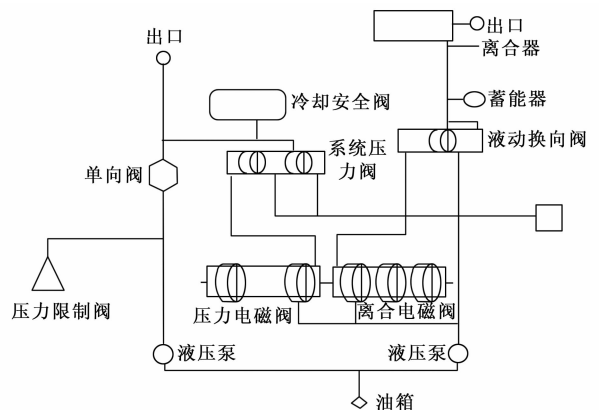 出口
出口
离合器
冷却安全阀
蓄能器
液动换向阀
系统压
力阀
单向阀
压力限制阀
压力电磁阀
离合电磁阀
液压泵
液压泵
油箱